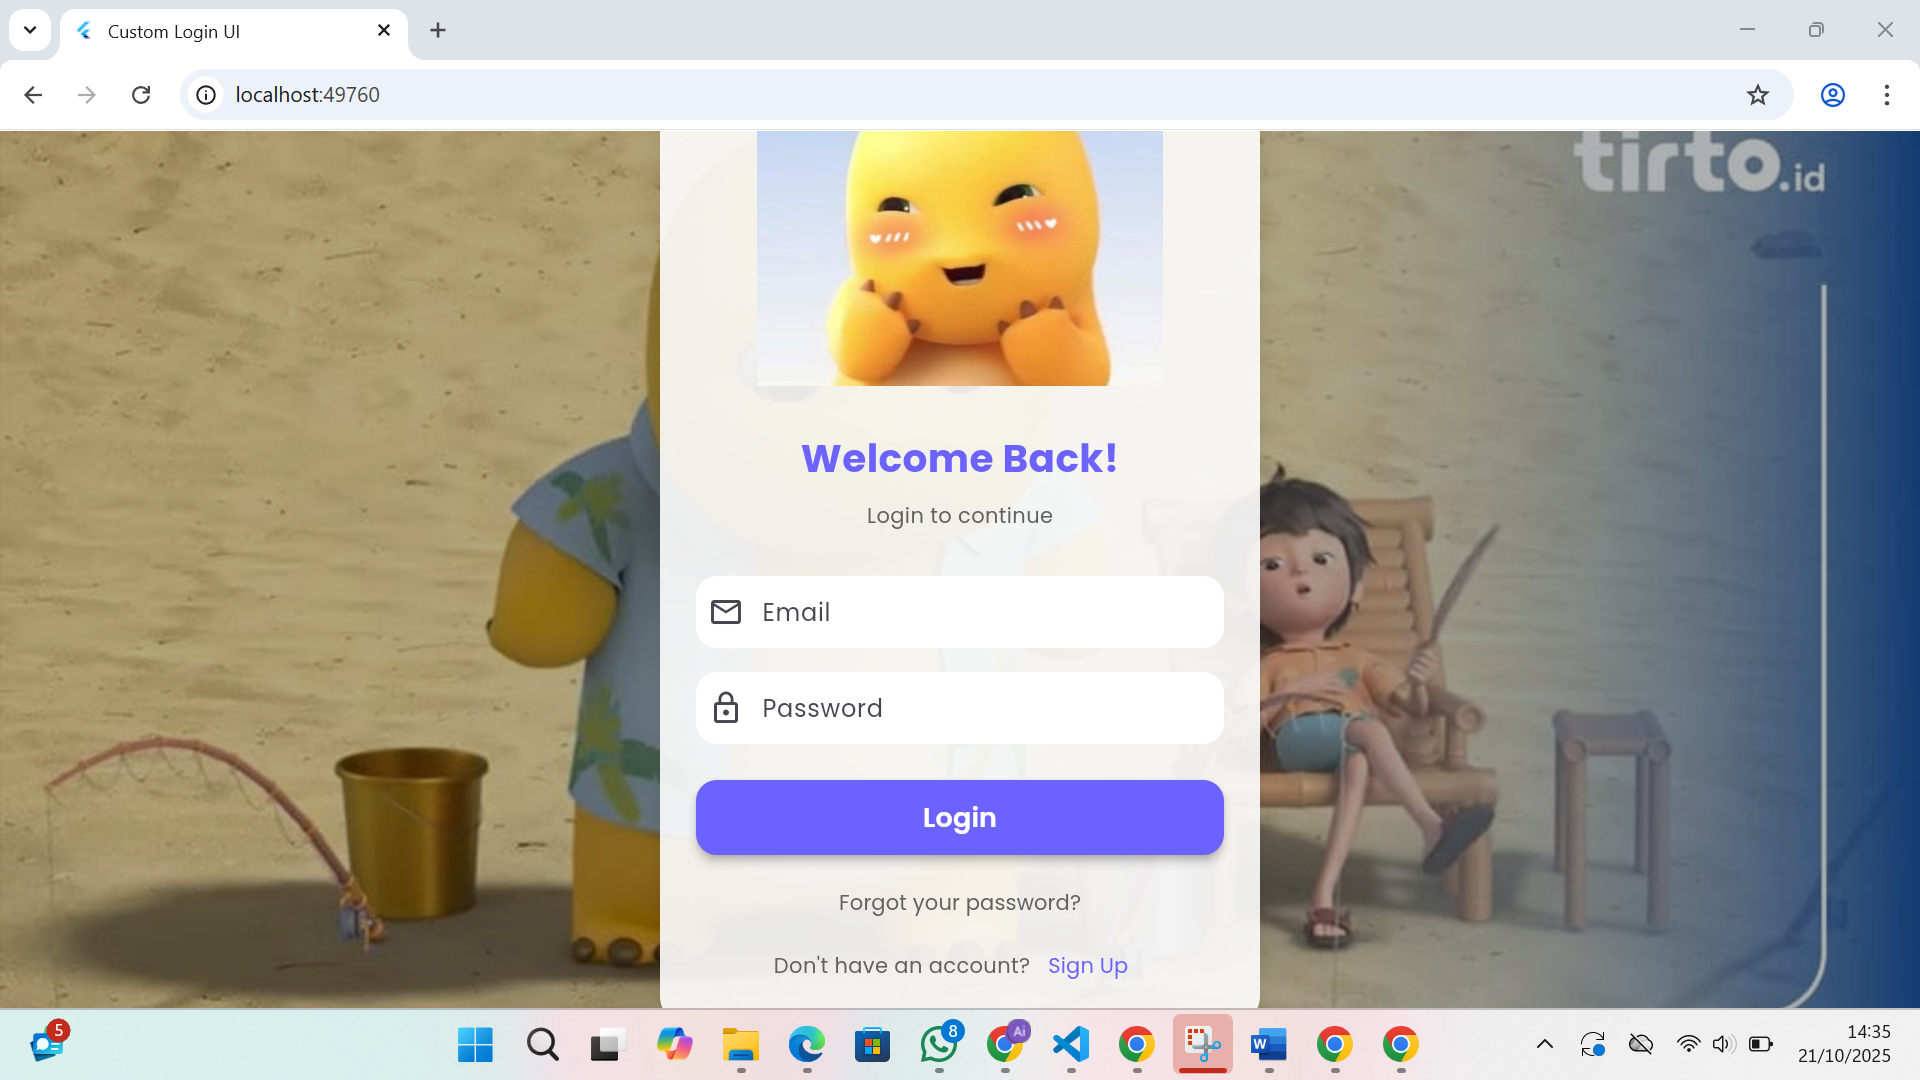 Custom Login UI
localhost:49760
tirto.id
Welcome Back!
Login to continue
Email
Password
Login
Forgot your password?
Don't have an account? Sign Up
5
8
Ai
W
14:35
21/10/2025